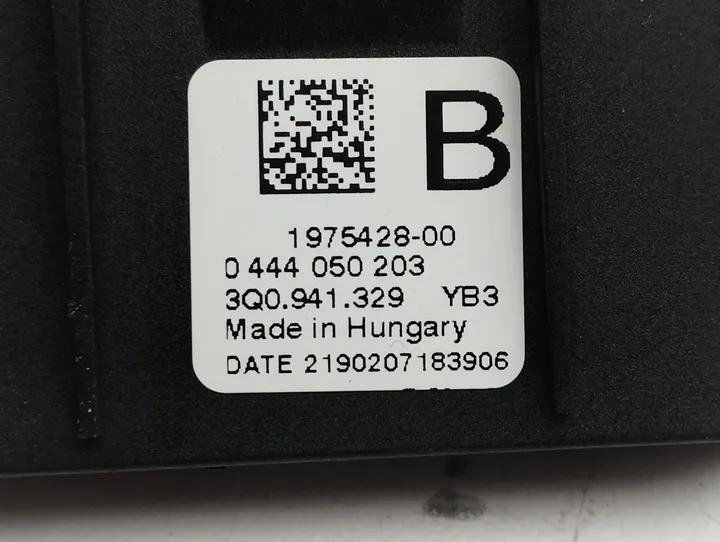 B
1975428-00
0 444 050 203
3Q0.941.329 YB3
Made in Hungary
DATE 2190207183906